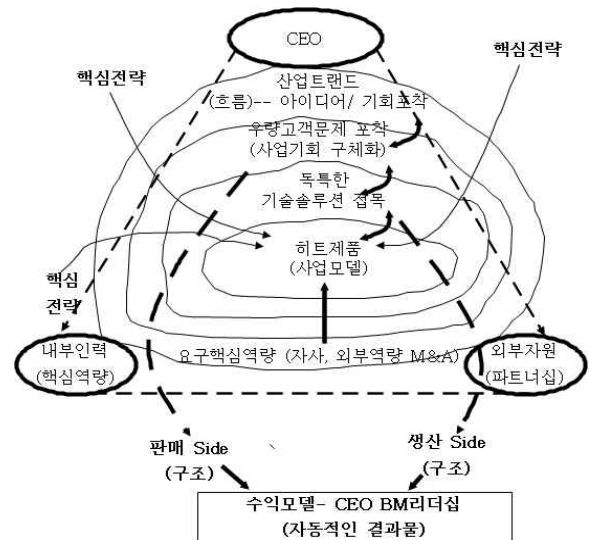 CEO
핵심전략
핵심전략
산업트랜드
(흐름)-- 아이디어/ 기회포착
우량고객문제 포착
(사업기회 구체화)
독특한
기술솔루션 접목
히트제품
(사업모델)
핵심
전략
내부인력
(핵심역량)
요구핵심역량 (자사, 외부역량 M&A)
외부자원
(파트너십)
판매 Side
(구조)
생산 Side
(구조)
수익모델- CEO BM리더십
(자동적인 결과물)